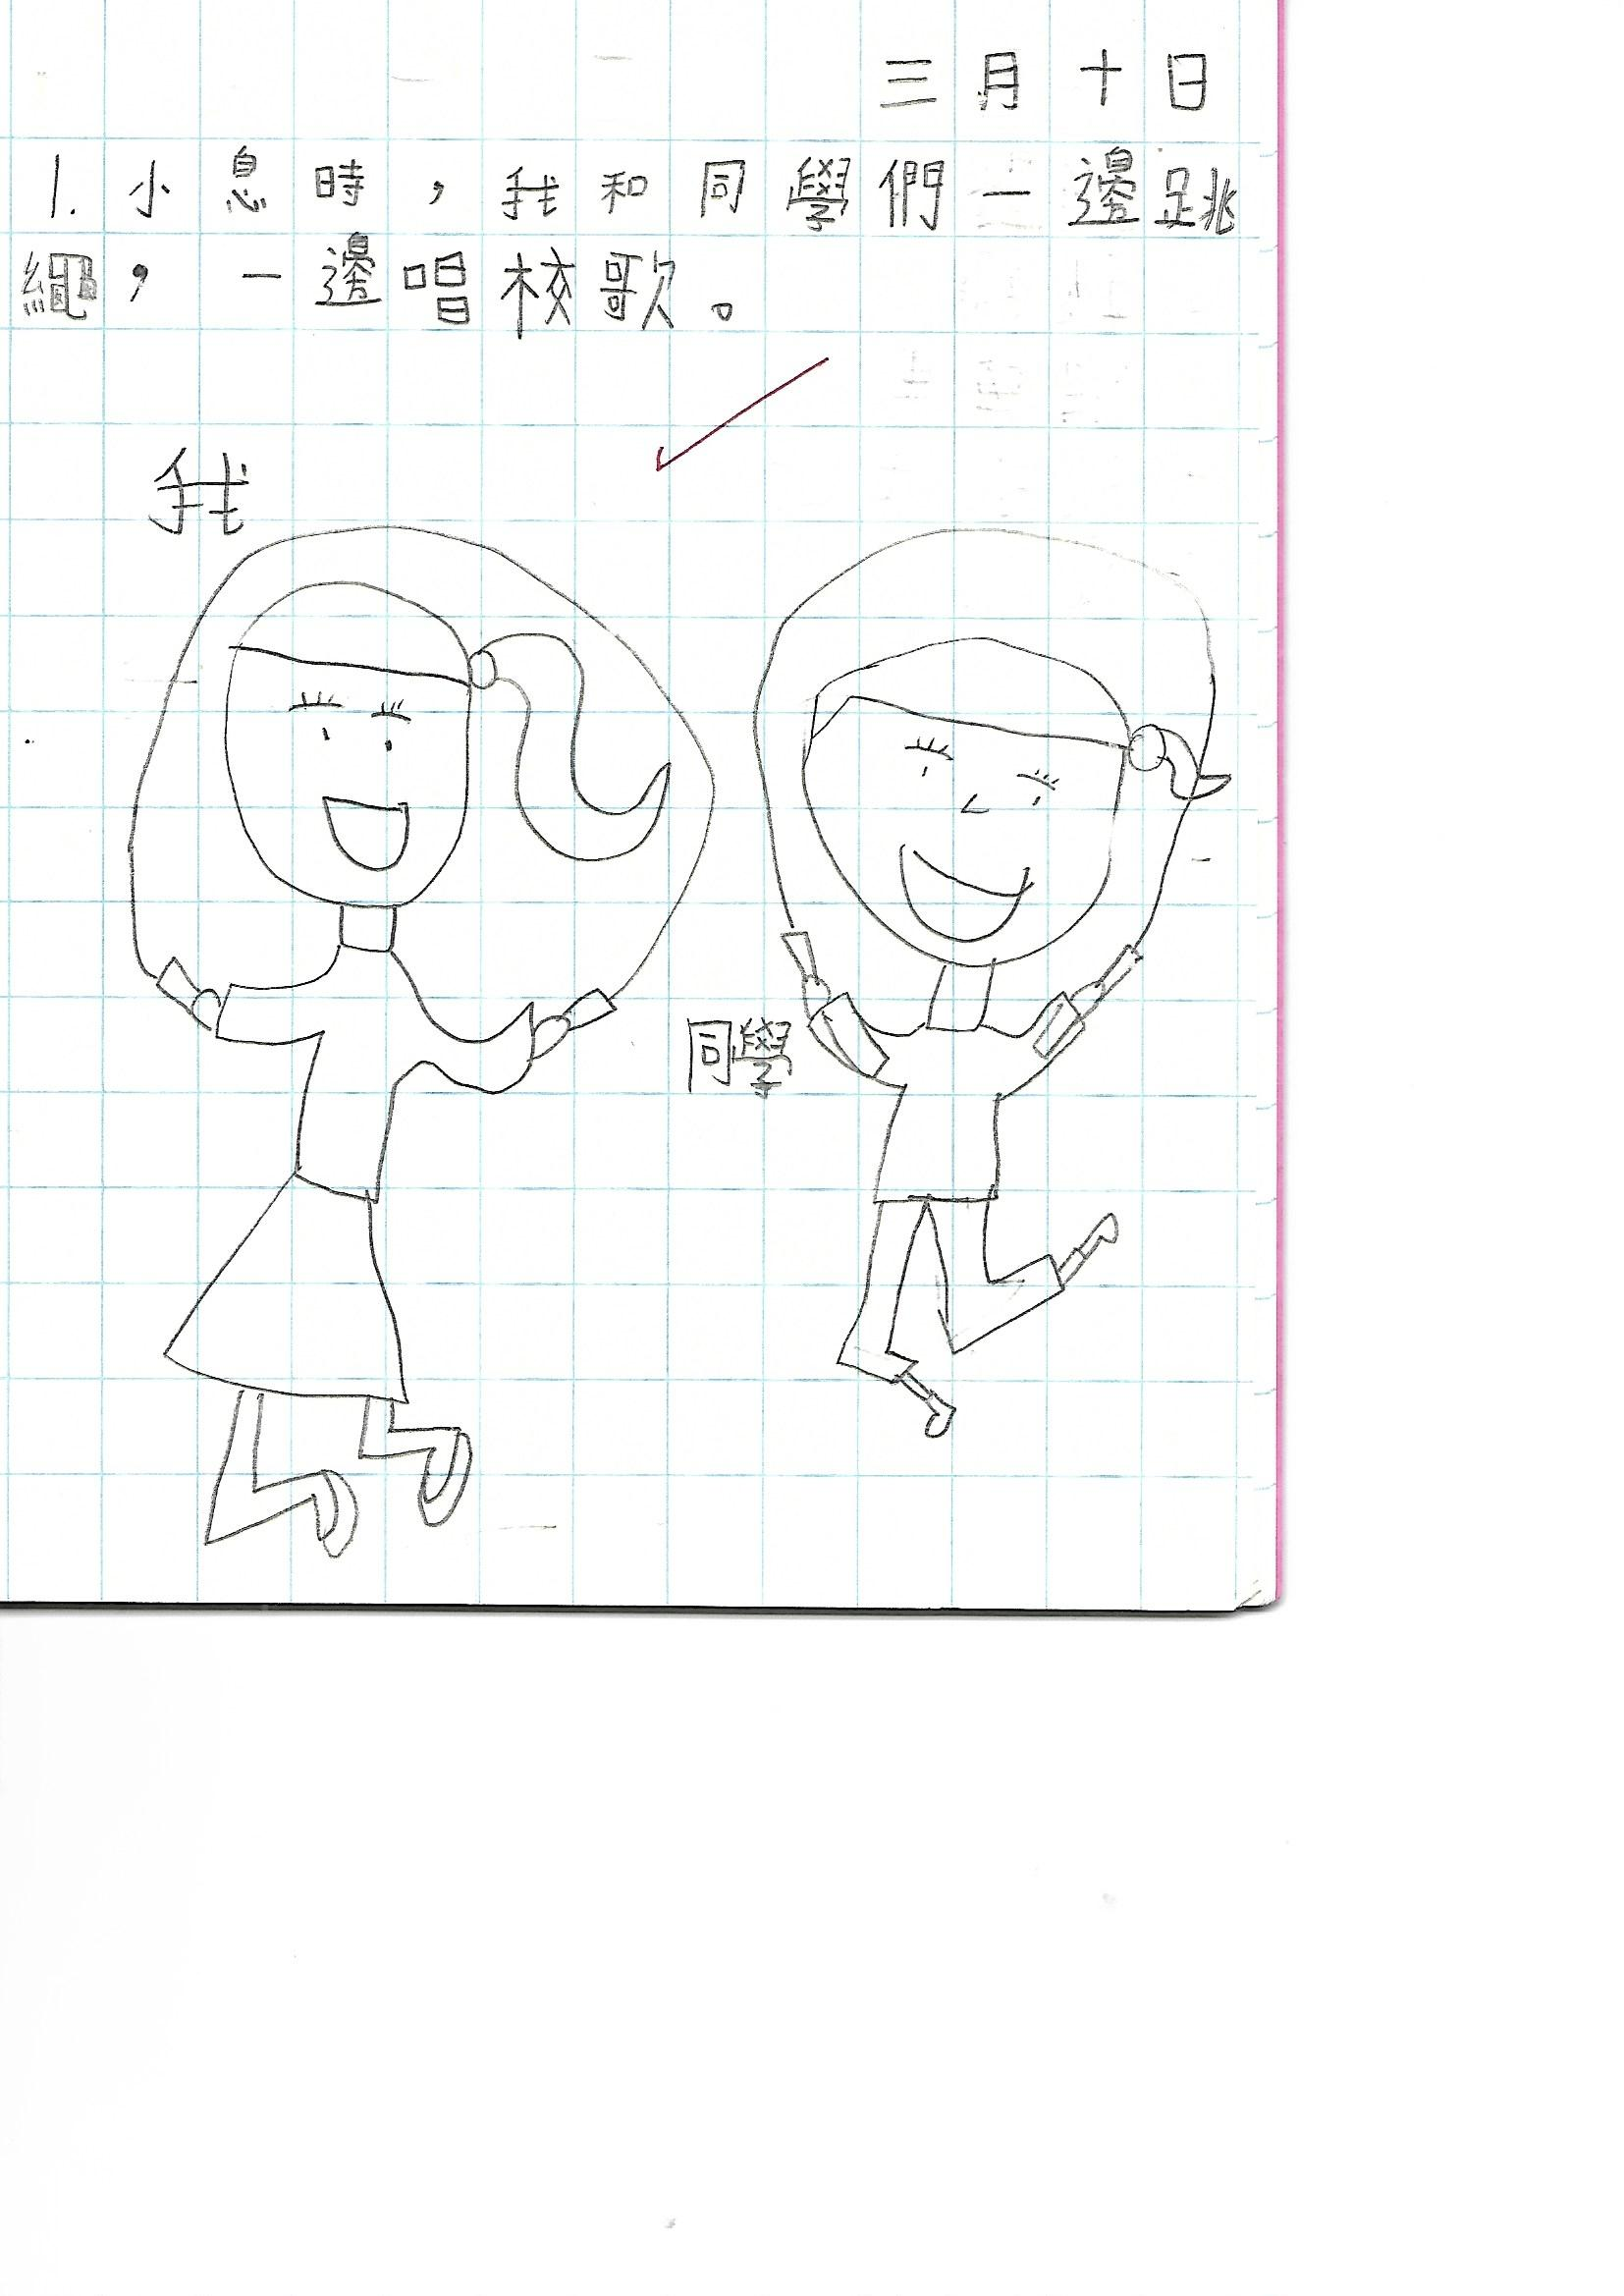 三月十日
1.小息時，我和同學們一邊跳
繩，一邊唱校歌。
我
同學